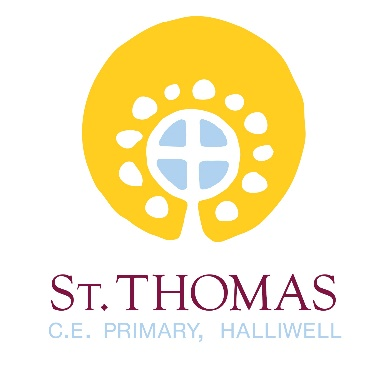 ST. THOMAS
C.E. PRIMARY, HALLIWELL